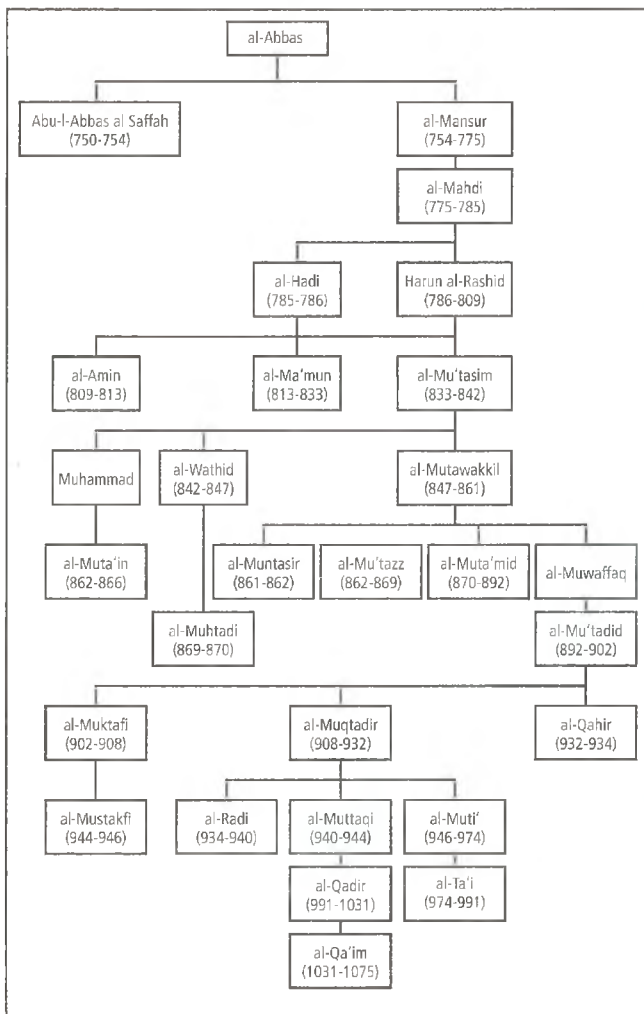 al-Abbas
Abu-l-Abbas al Saffah
(750-754)
al-Mansur
(754-775)
al-Mahdi
(775-785)
al-Hadi
(785-786)
Harun al-Rashid
(786-809)
al-Amin
(809-813)
al-Ma'mun
(813-833)
al-Mu'tasim
(833-842)
Muhammad
al-Wathid
(842-847)
al-Mutawakkil
(847-861)
al-Muta'in
(862-866)
al-Muntasir
(861-862)
al-Mu'tazz
(862-869)
al-Muta'mid
(870-892)
al-Muwaffaq
al-Muhtadi
(869-870)
al-Mu'tadid
(892-902)
al-Muktafi
(902-908)
al-Muqtadir
(908-932)
al-Qahir
(932-934)
al-Mustakfi
(944-946)
al-Radi
(934-940)
al-Muttaqi
(940-944)
al-Muti'
(946-974)
al-Qadir
(991-1031)
al-Ta'i
(974-991)
al-Qa'im
(1031-1075)